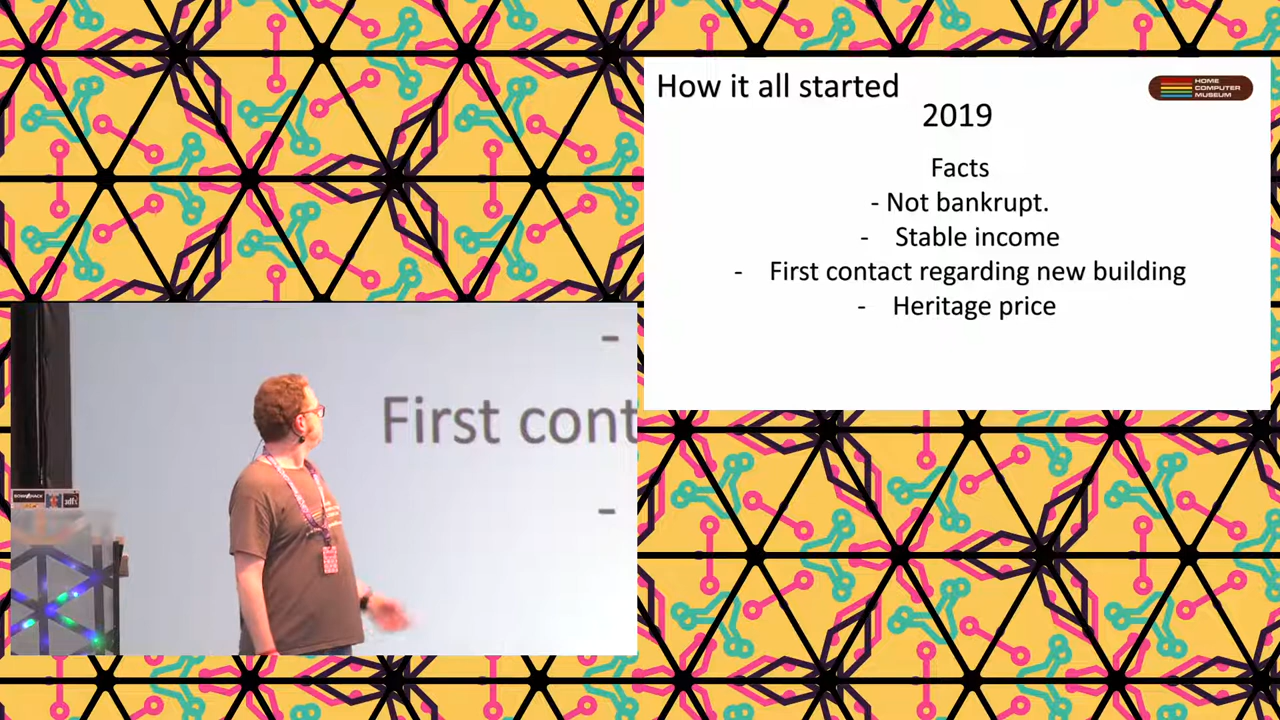 How it all started
HOME
COMPUTER
MUSEUM
2019
Facts
- Not bankrupt.
- Stable income
- First contact regarding new building
- Heritage price
-
First cont
-